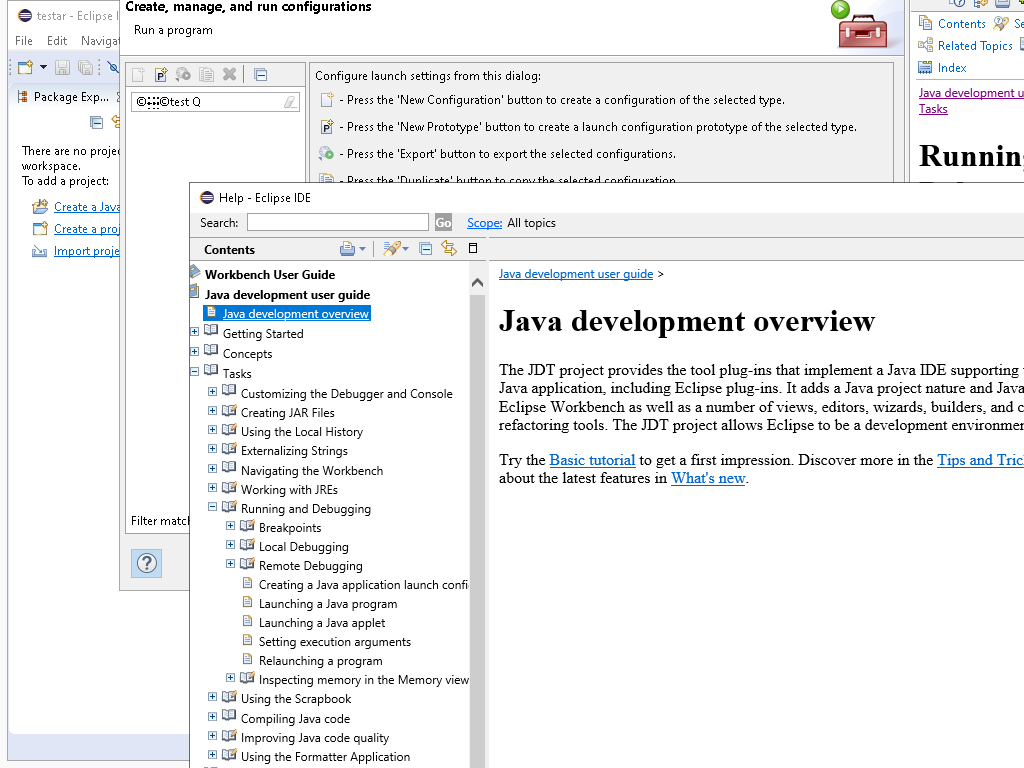 testar - Eclipse I
File Edit Navigat
Package Exp...
There are no projec
workspace.
To add a project:
Create a Java
Create a proj
Import proje
Create, manage, and run configurations
Run a program
test Q
Filter match
Configure launch settings from this dialog:
- Press the 'New Configuration' button to create a configuration of the selected type.
- Press the 'New Prototype' button to create a launch configuration prototype of the selected type.
- Press the 'Export' button to export the selected configurations.
- Press the 'Duplicate' button to copy the selected configuration.
Contents Se
Related Topics
Index
Java development u
Tasks
Running
Help - Eclipse IDE
Search: Go Scope: All topics
Contents
Workbench User Guide
Java development user guide
Java development overview
Getting Started
Concepts
Tasks
Customizing the Debugger and Console
Creating JAR Files
Using the Local History
Externalizing Strings
Navigating the Workbench
Working with JREs
Running and Debugging
Breakpoints
Local Debugging
Remote Debugging
Creating a Java application launch confi
Launching a Java program
Launching a Java applet
Setting execution arguments
Relaunching a program
Inspecting memory in the Memory view
Using the Scrapbook
Compiling Java code
Improving Java code quality
Using the Formatter Application
Java development user guide >
Java development overview
The JDT project provides the tool plug-ins that implement a Java IDE supporting
Java application, including Eclipse plug-ins. It adds a Java project nature and Java
Eclipse Workbench as well as a number of views, editors, wizards, builders, and c
refactoring tools. The JDT project allows Eclipse to be a development environmen
Try the Basic tutorial to get a first impression. Discover more in the Tips and Tric
about the latest features in What's new.